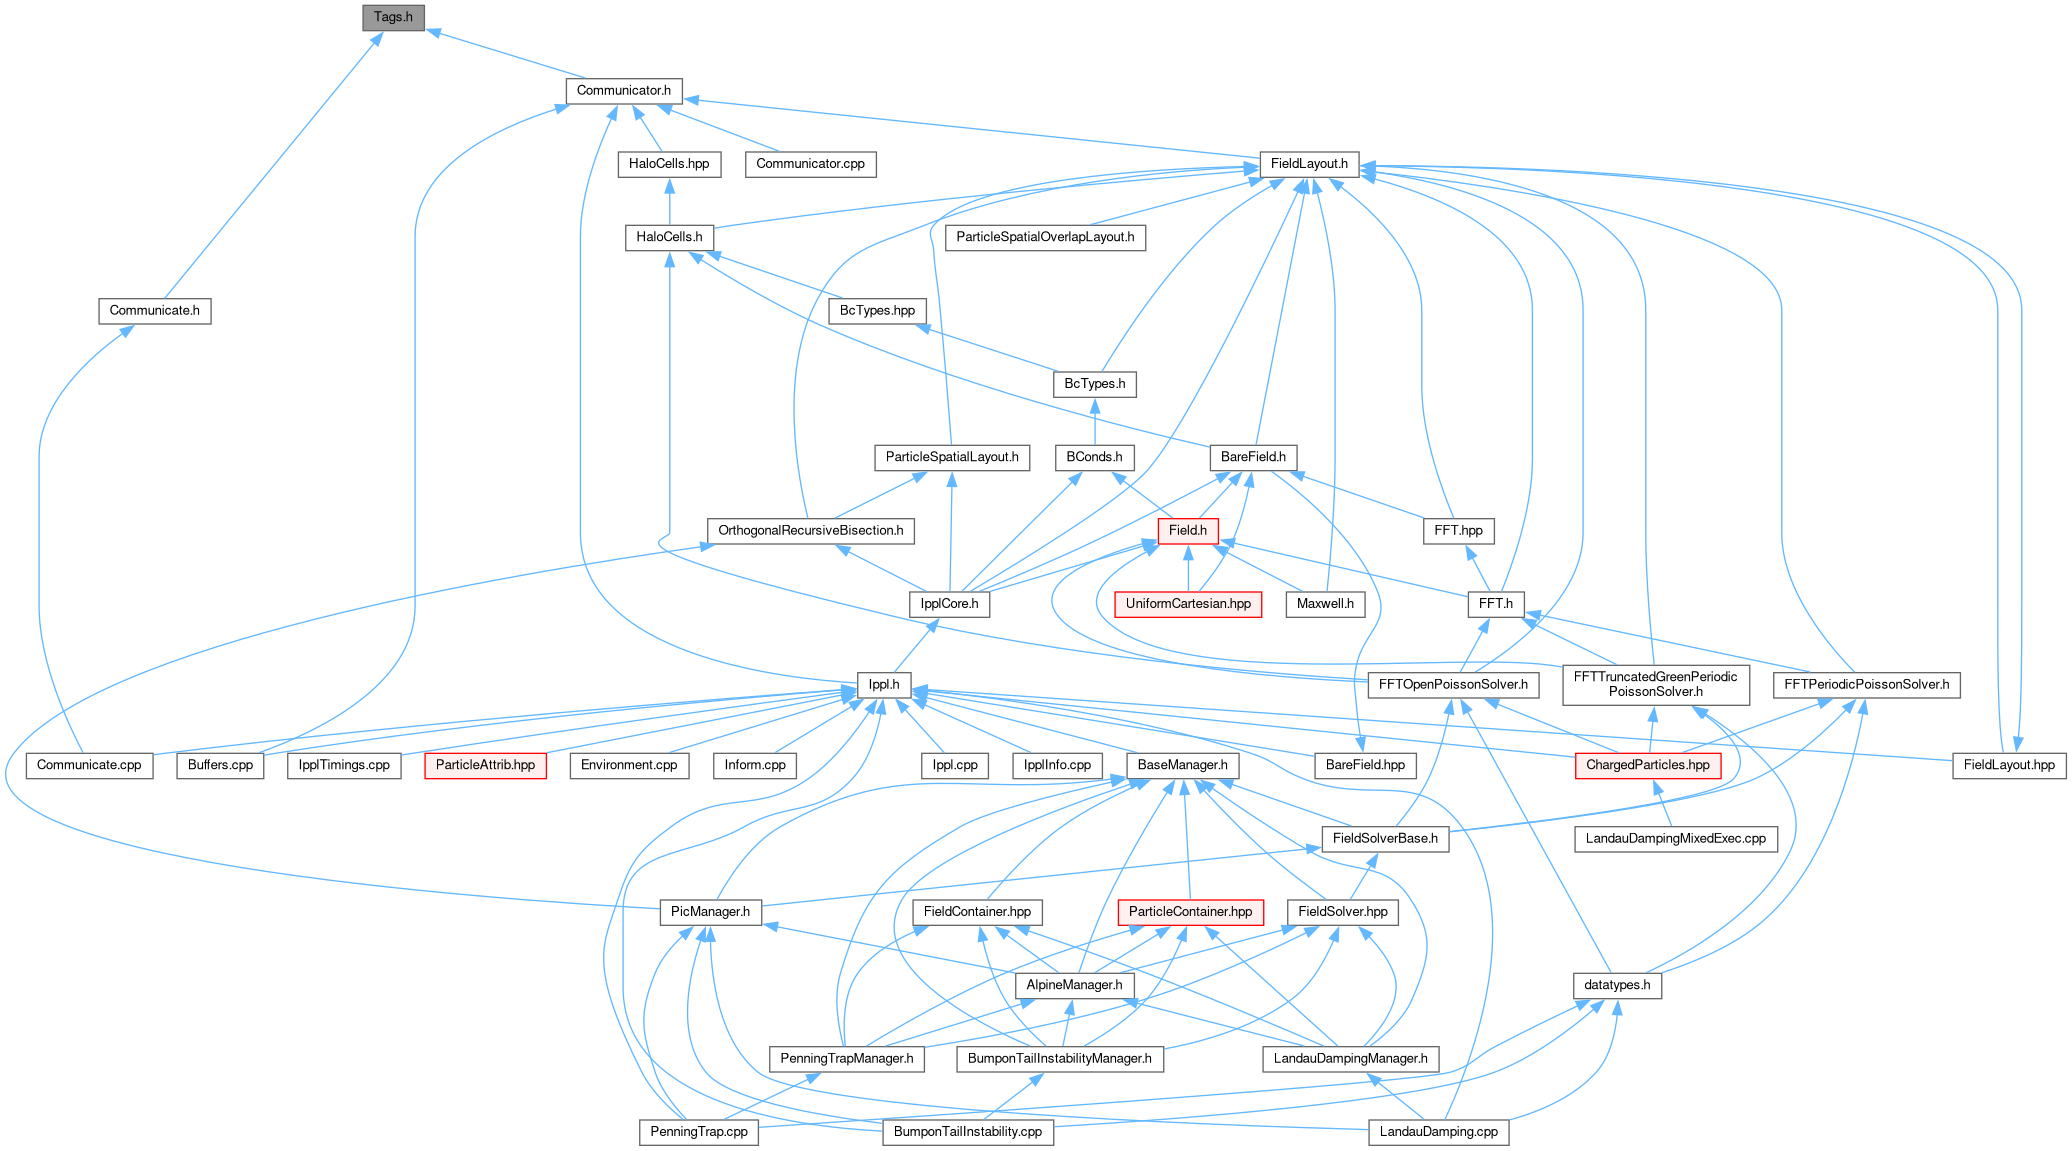 Tags.h
Communicator.h
HaloCells.hpp
Communicator.cpp
FieldLayout.h
HaloCells.h
ParticleSpatialOverlapLayout.h
Communicate.h
BcTypes.hpp
BcTypes.h
ParticleSpatialLayout.h
BConds.h
BareField.h
OrthogonalRecursiveBisection.h
Field.h
FFT.hpp
IpplCore.h
UniformCartesian.hpp
Maxwell.h
FFT.h
Ippl.h
FFTOpenPoissonSolver.h
FFTTruncatedGreenPeriodic
PoissonSolver.h
FFTPeriodicPoissonSolver.h
Communicate.cpp
Buffers.cpp
IpplTimings.cpp
ParticleAttrib.hpp
Environment.cpp
Inform.cpp
Ippl.cpp
IpplInfo.cpp
BaseManager.h
BareField.hpp
ChargedParticles.hpp
FieldLayout.hpp
FieldSolverBase.h
LandauDampingMixedExec.cpp
PicManager.h
FieldContainer.hpp
ParticleContainer.hpp
FieldSolver.hpp
AlpineManager.h
datatypes.h
PenningTrapManager.h
BumponTailInstabilityManager.h
LandauDampingManager.h
PenningTrap.cpp
BumponTailInstability.cpp
LandauDamping.cpp